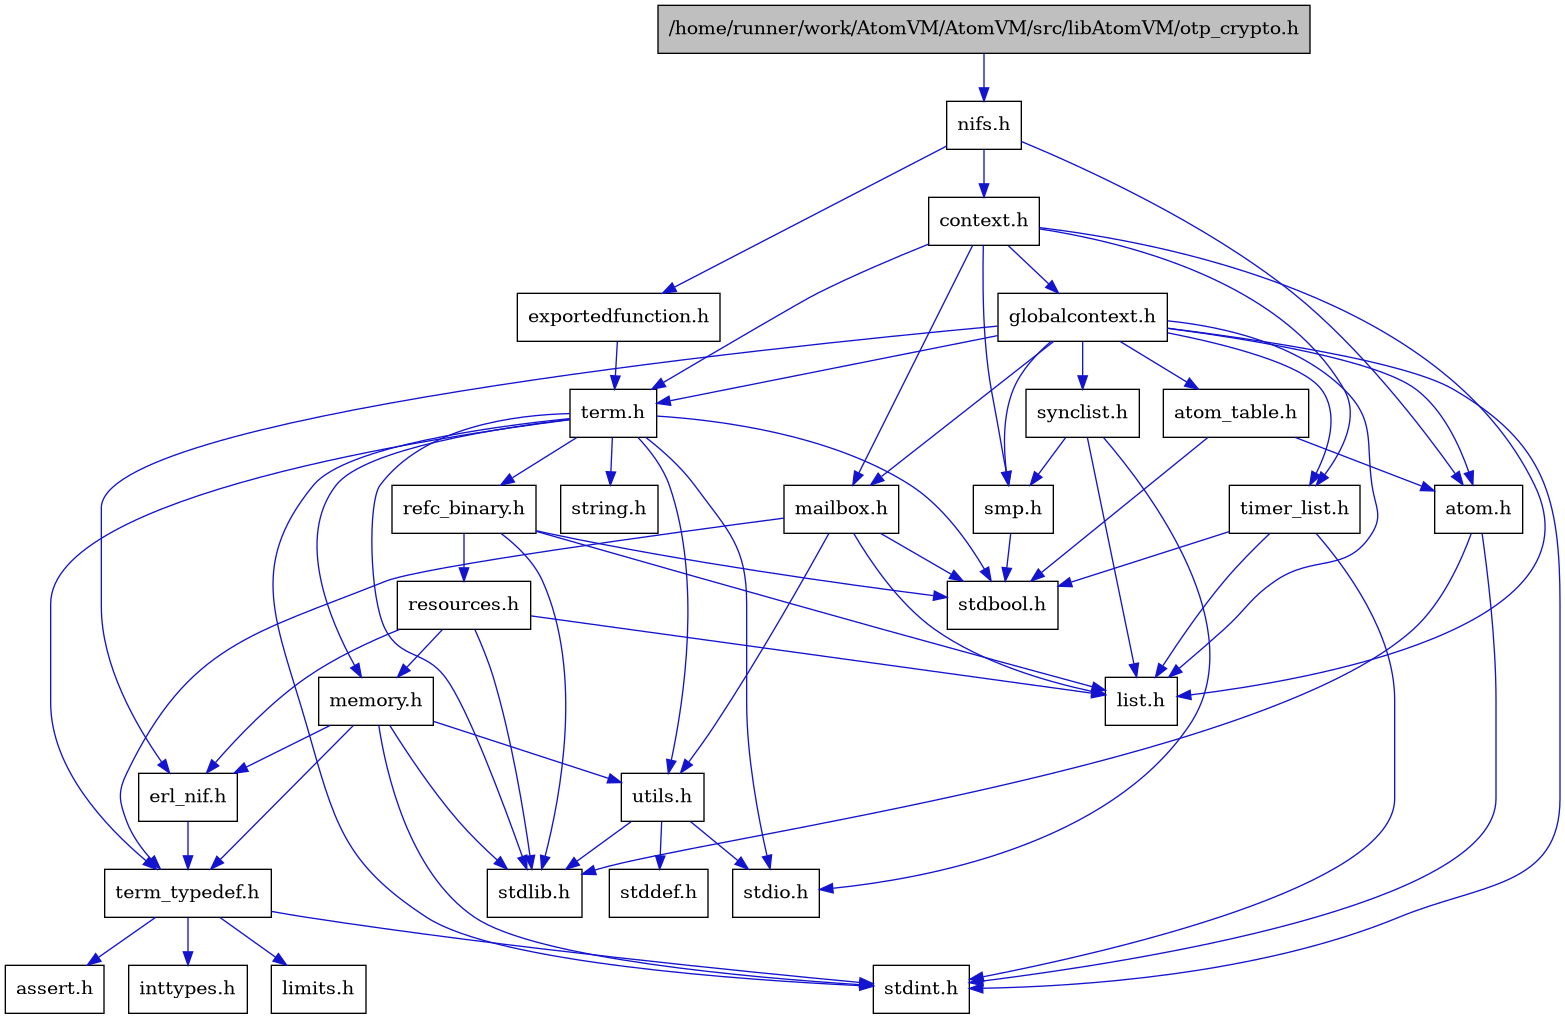 /home/runner/work/AtomVM/AtomVM/src/libAtomVM/otp_crypto.h
nifs.h
context.h
exportedfunction.h
globalcontext.h
term.h
synclist.h
atom_table.h
refc_binary.h
string.h
mailbox.h
smp.h
timer_list.h
atom.h
resources.h
stdbool.h
memory.h
list.h
erl_nif.h
utils.h
term_typedef.h
stdlib.h
stddef.h
stdio.h
assert.h
inttypes.h
limits.h
stdint.h